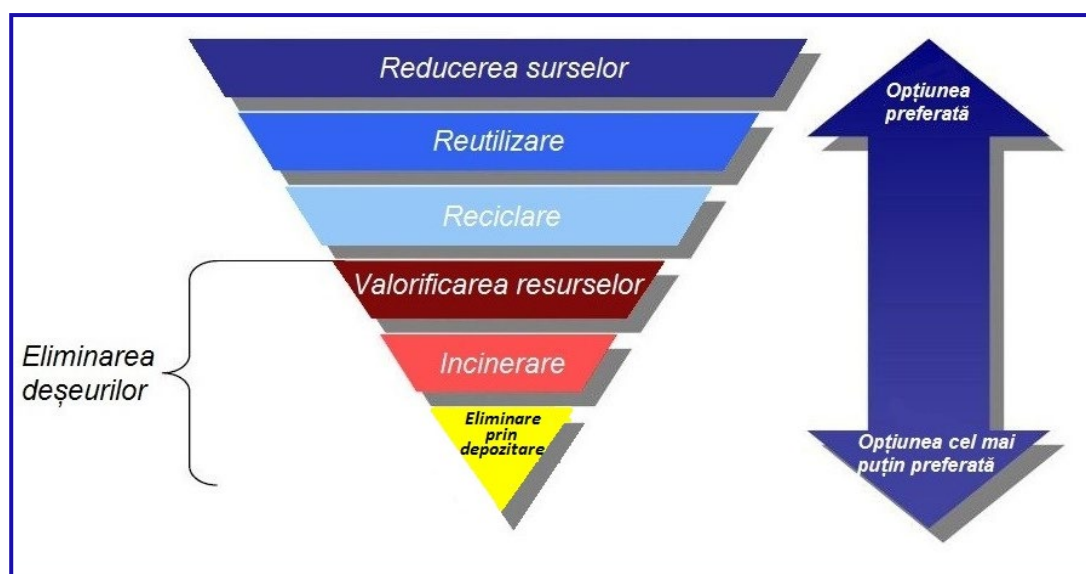 Reducerea surselor
Reutilizare
Reciclare
Valorificarea resurselor
Incinerare
Eliminare
prin
depozitare
Eliminarea
deșeurilor
Opțiunea
preferată
Opțiunea cel mai
puțin preferată